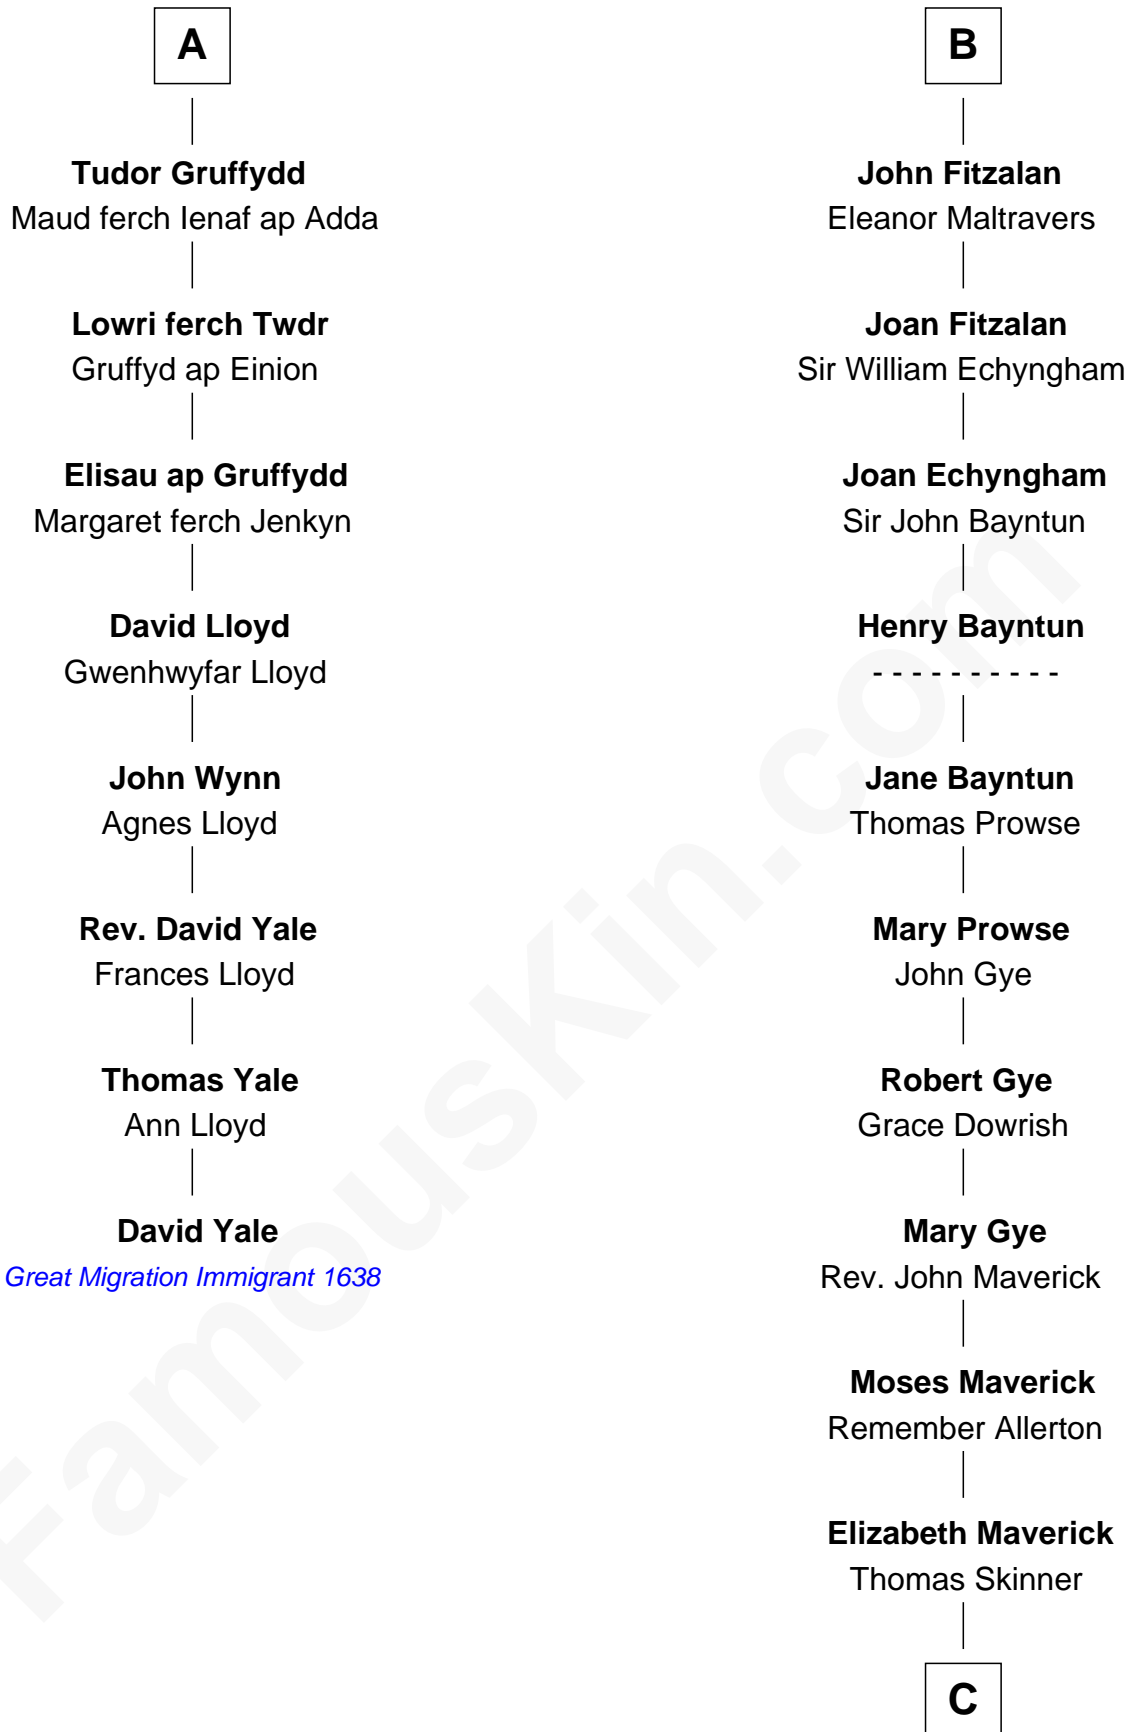 A
Tudor Gruffydd
Maud ferch Ienaf ap Adda
Lowri ferch Twdr
Gruffyd ap Einion
Elisau ap Gruffydd
Margaret ferch Jenkyn
David Lloyd
Gwenhwyfar Lloyd
John Wynn
Agnes Lloyd
Rev. David Yale
Frances Lloyd
Thomas Yale
Ann Lloyd
David Yale
Great Migration Immigrant 1638
B
John Fitzalan
Eleanor Maltravers
Joan Fitzalan
Sir William Echyngham
Joan Echyngham
Sir John Bayntun
Henry Bayntun
- - - - - - - - - -
Jane Bayntun
Thomas Prowse
Mary Prowse
John Gye
Robert Gye
Grace Dowrish
Mary Gye
Rev. John Maverick
Moses Maverick
Remember Allerton
Elizabeth Maverick
Thomas Skinner
C
FamousKin.com